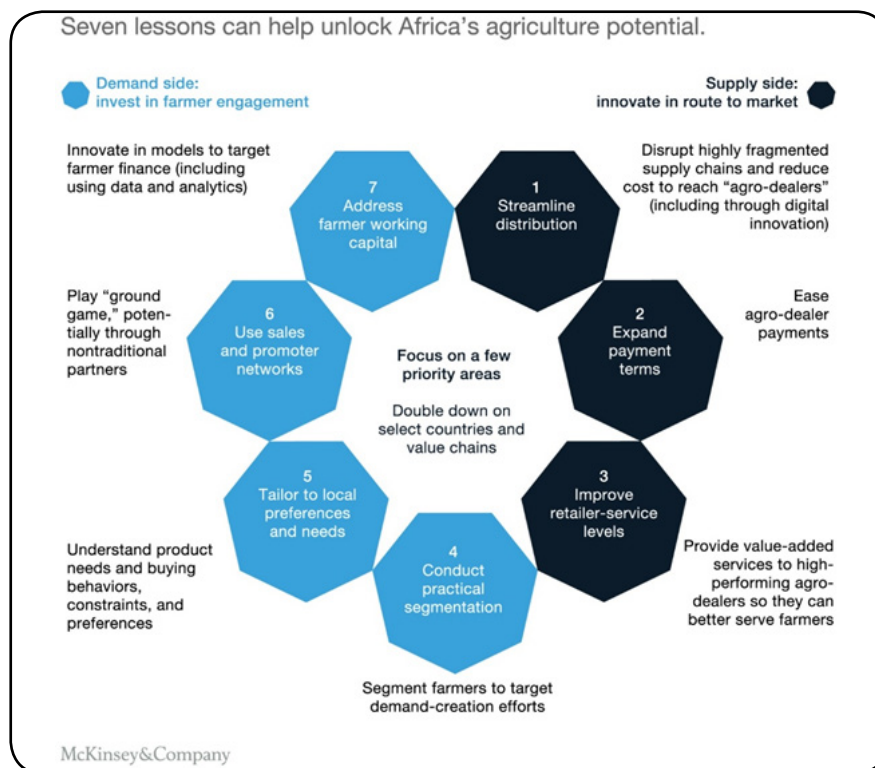 Seven lessons can help unlock Africa’s agriculture potential.
Demand side:
invest in farmer engagement
Supply side:
innovate in route to market
1
Streamline
distribution
Disrupt highly fragmented
supply chains and reduce
cost to reach “agro-dealers”
(including through digital
innovation)
2
Expand
payment
terms
Ease
agro-dealer
payments
3
Improve
retailer-service
levels
Provide value-added
services to high-
performing agro-
dealers so they can
better serve farmers
4
Conduct
practical
segmentation
Segment farmers to target
demand-creation efforts
5
Tailor to local
preferences
and needs
Understand product
needs and buying
behaviors,
constraints, and
preferences
6
Use sales
and promoter
networks
Play “ground
game,” poten-
tially through
nontraditional
partners
7
Address
farmer working
capital
Innovate in models to target
farmer finance (including
using data and analytics)
Focus on a few
priority areas
Double down on
select countries and
value chains
McKinsey&Company